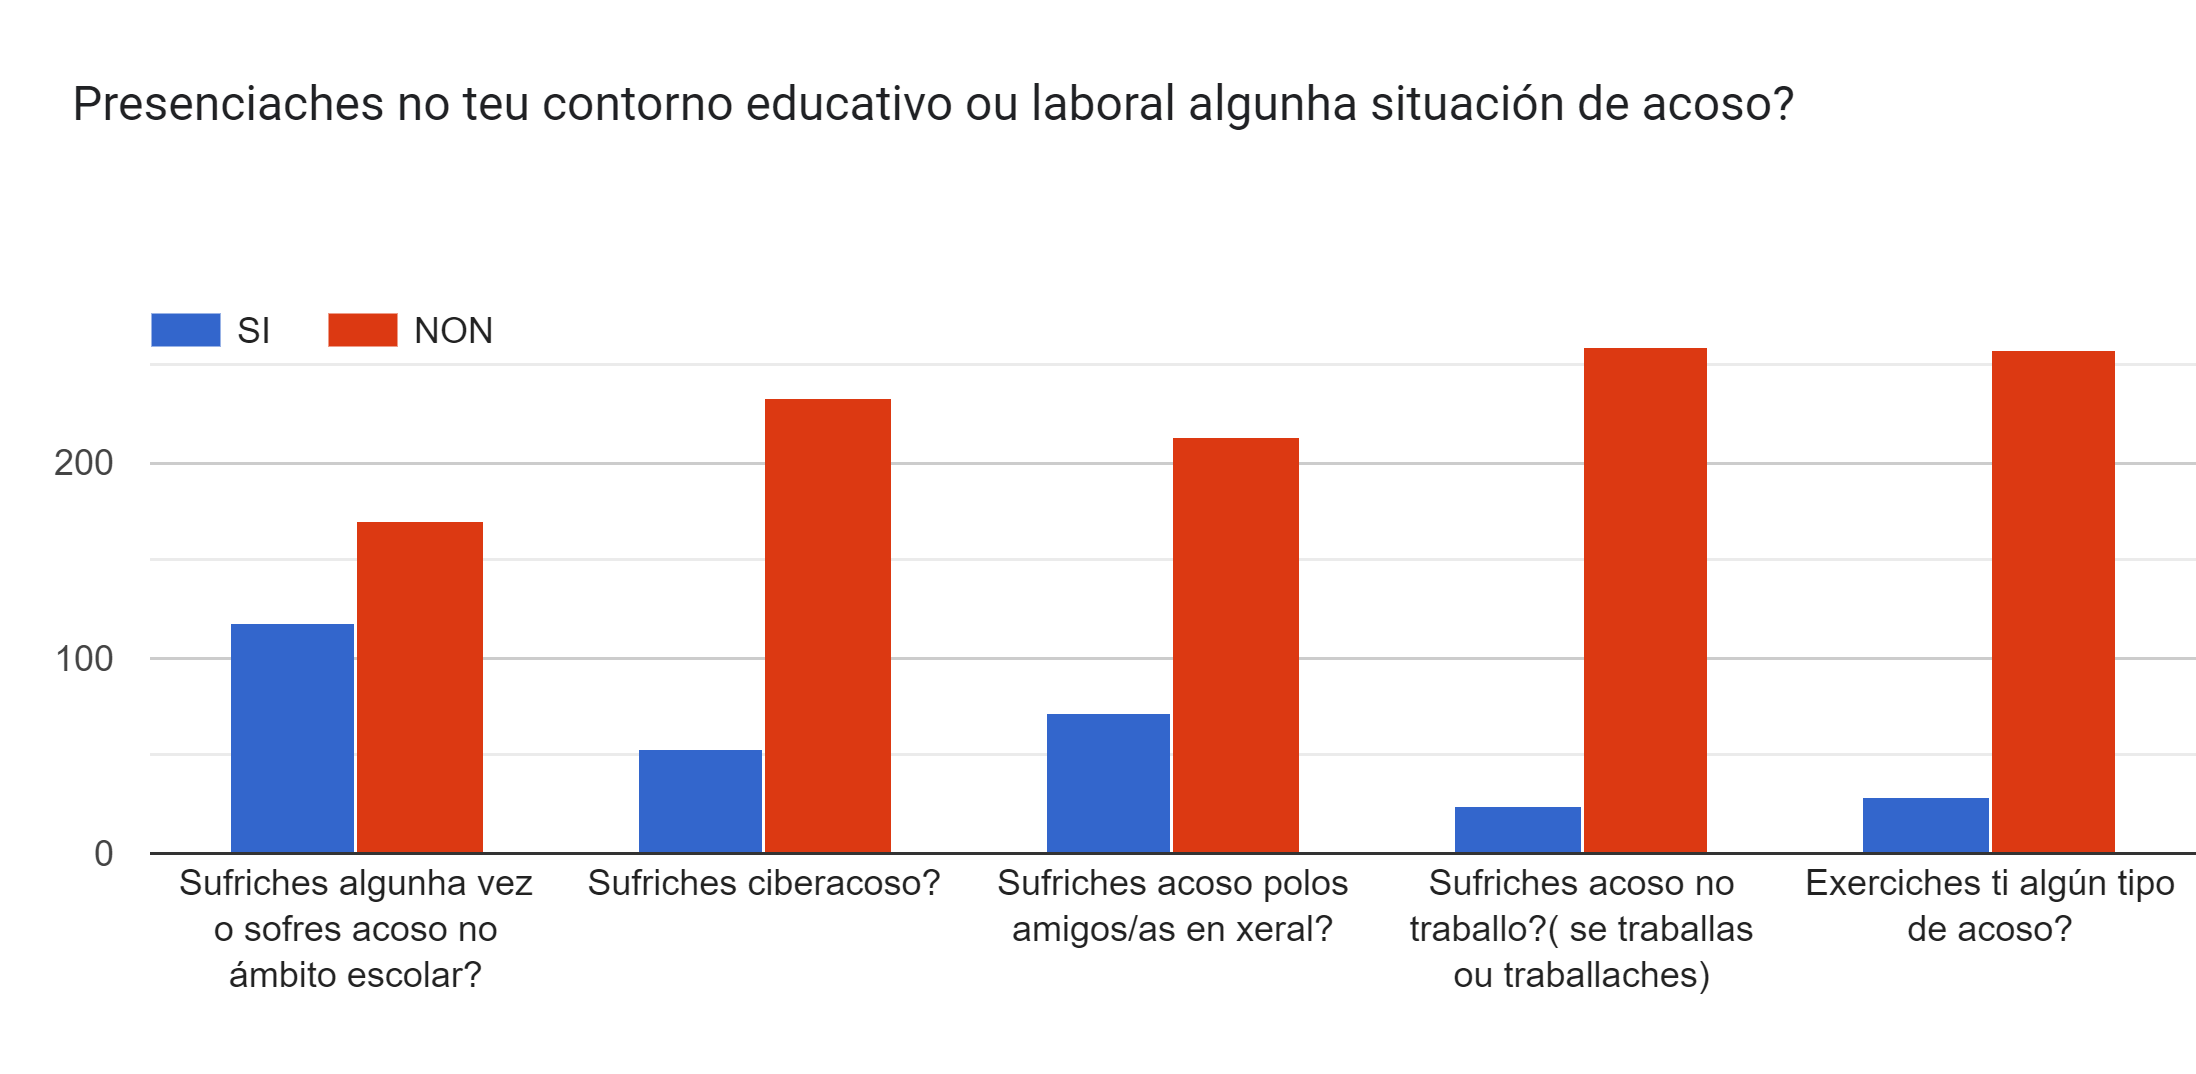 Presenciaches no teu contorno educativo ou laboral algunha situación de acoso?
SI NON
200
100
0
Sufriches algunha vez
o sofres acoso no
ámbito escolar?
Sufriches ciberacoso?
Sufriches acoso polos
amigos/as en xeral?
Sufriches acoso no
traballo?( se traballas
ou traballaches)
Exerciches ti algún tipo
de acoso?